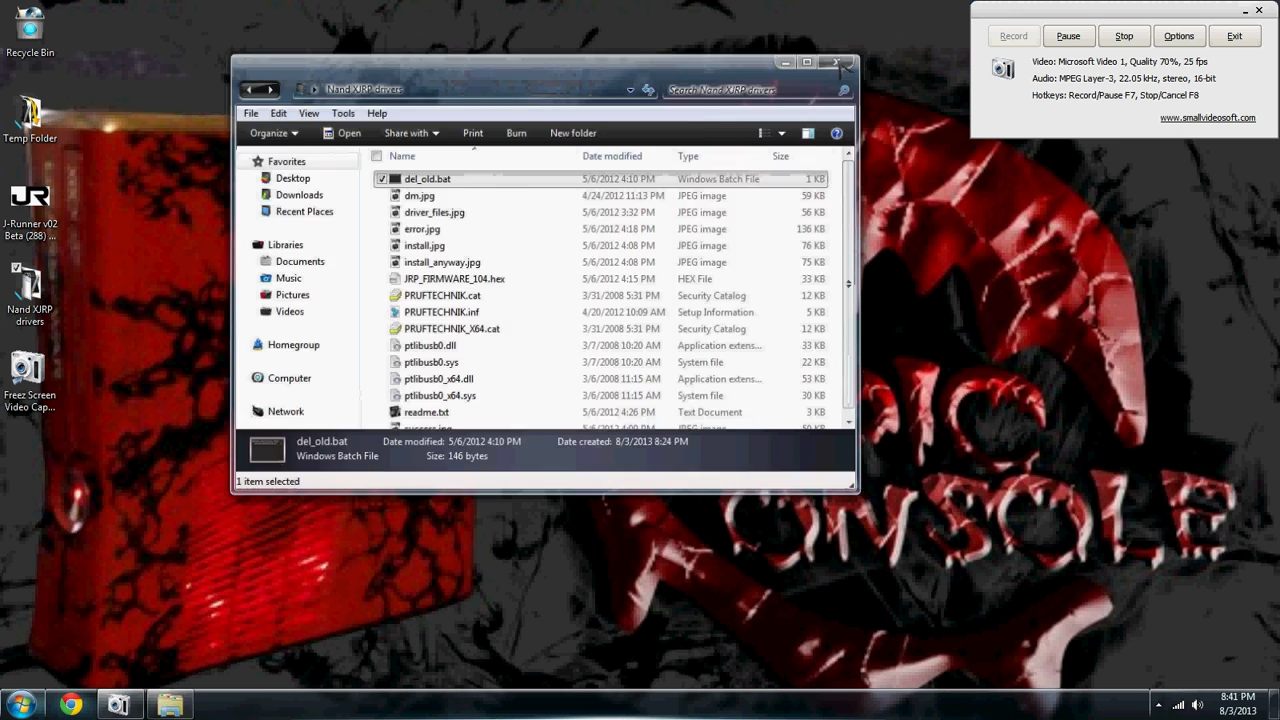 Recycle Bin
Temp Folder
J-Runner v02
Beta (288) ...
Nand XJRP
drivers
Freez Screen
Video Cap...
Nand XJRP drivers
Search Nand XJRP drivers
File Edit View Tools Help
Organize Open Share with Print Burn New folder
Favorites
Desktop
Downloads
Recent Places
Libraries
Documents
Music
Pictures
Videos
Homegroup
Computer
Network
Name Date modified Type Size
del_old.bat 5/6/2012 4:10 PM Windows Batch File 1 KB
dm.jpg 4/24/2012 11:13 PM JPEG image 59 KB
driver_files.jpg 5/6/2012 3:32 PM JPEG image 56 KB
error.jpg 5/6/2012 4:18 PM JPEG image 136 KB
install.jpg 5/6/2012 4:08 PM JPEG image 76 KB
install_anyway.jpg 5/6/2012 4:08 PM JPEG image 75 KB
JRP_FIRMWARE_104.hex 5/6/2012 4:15 PM HEX File 33 KB
PRUFTECHNIK.cat 3/31/2008 5:31 PM Security Catalog 12 KB
PRUFTECHNIK.inf 4/20/2012 10:09 AM Setup Information 5 KB
PRUFTECHNIK_X64.cat 3/31/2008 5:31 PM Security Catalog 12 KB
ptlibusb0.dll 3/7/2008 10:20 AM Application extens... 33 KB
ptlibusb0.sys 3/7/2008 10:20 AM System file 22 KB
ptlibusb0_x64.dll 3/6/2008 11:15 AM Application extens... 53 KB
ptlibusb0_x64.sys 3/6/2008 11:15 AM System file 30 KB
readme.txt 5/6/2012 4:26 PM Text Document 3 KB
del_old.bat Date modified: 5/6/2012 4:10 PM Date created: 8/3/2013 8:24 PM
Windows Batch File Size: 146 bytes
1 item selected
Record Pause Stop Options Exit
Video: Microsoft Video 1, Quality 70%, 25 fps
Audio: MPEG Layer-3, 22.05 kHz, stereo, 16-bit
Hotkeys: Record/Pause F7, Stop/Cancel F8
www.smallvideosoft.com
8:41 PM
8/3/2013